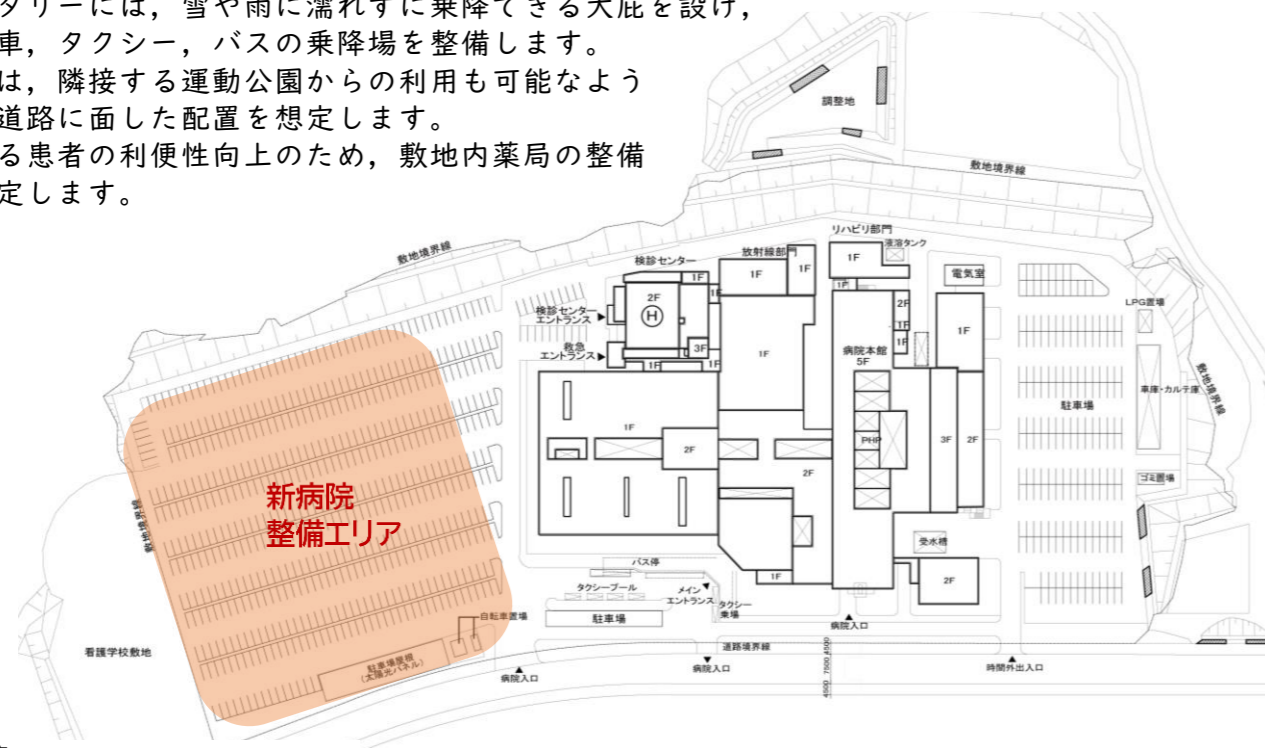 タリーには，雪や雨に濡れずに乗降できる大庇を設け，
車，タクシー，バスの乗降場を整備します。
は，隣接する運動公園からの利用も可能なよう
道路に面した配置を想定します。
る患者の利便性向上のため，敷地内薬局の整備
定します。
調整地
敷地境界線
敷地境界線
リハビリ部門
液溶タンク
放射線部門
検診センター
1F
1F
1F
1F
電気室
2F
H
1F
1F
2F
1F
1F
1F
LPG置場
検診センター
エントランス
救急
エントランス
3F
1F
1F
1F
病院本館
5F
車庫・カルテ庫
敷地境界線
駐車場
1F
2F
PHP
3F
2F
2F
ゴミ置場
新病院
整備エリア
敷地境界線
受水槽
バス停
タクシープール
メイン
エントランス
タクシー
乗場
1F
2F
駐車場
自転車置場
病院入口
看護学校敷地
駐車場屋根
(太陽光パネル)
道路境界線
病院入口
病院入口
時間外出入口
4500 7500 4500